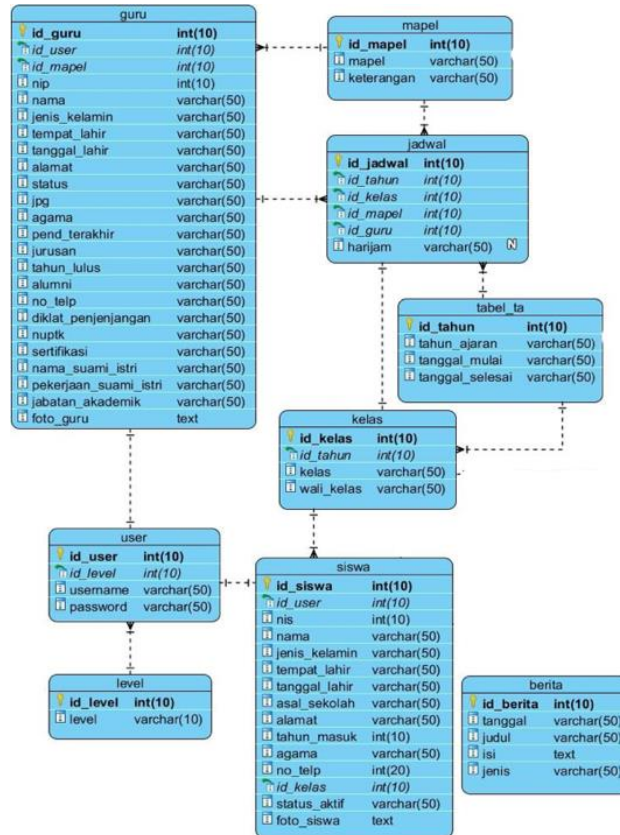 guru
id_guru int(10)
id_user int(10)
id_mapel int(10)
nip int(10)
nama varchar(50)
jenis_kelamin varchar(50)
tempat_lahir varchar(50)
tanggal_lahir varchar(50)
alamat varchar(50)
status varchar(50)
jpg varchar(50)
agama varchar(50)
pend_terakhir varchar(50)
jurusan varchar(50)
tahun_lulus varchar(50)
alumni varchar(50)
no_telp varchar(50)
diklat_penjenjangan varchar(50)
nuptk varchar(50)
sertifikasi varchar(50)
nama_suami_istri varchar(50)
pekerjaan_suami_istri varchar(50)
jabatan_akademik varchar(50)
foto_guru text
mapel
id_mapel int(10)
mapel varchar(50)
keterangan varchar(50)
jadwal
id_jadwal int(10)
id_tahun int(10)
id_kelas int(10)
id_mapel int(10)
id_guru int(10)
harijam varchar(50) N
tabel_ta
id_tahun int(10)
tahun_ajaran varchar(50)
tanggal_mulai varchar(50)
tanggal_selesai varchar(50)
kelas
id_kelas int(10)
id_tahun int(10)
kelas varchar(50)
wali_kelas varchar(50)
user
id_user int(10)
id_level int(10)
username varchar(50)
password varchar(50)
level
id_level int(10)
level varchar(10)
siswa
id_siswa int(10)
id_user int(10)
nis int(10)
nama varchar(50)
jenis_kelamin varchar(50)
tempat_lahir varchar(50)
tanggal_lahir varchar(50)
asal_sekolah varchar(50)
alamat varchar(50)
tahun_masuk int(10)
agama varchar(50)
no_telp int(20)
id_kelas int(10)
status_aktif varchar(50)
foto_siswa text
berita
id_berita int(10)
tanggal varchar(50)
judul varchar(50)
isi text
jenis varchar(50)